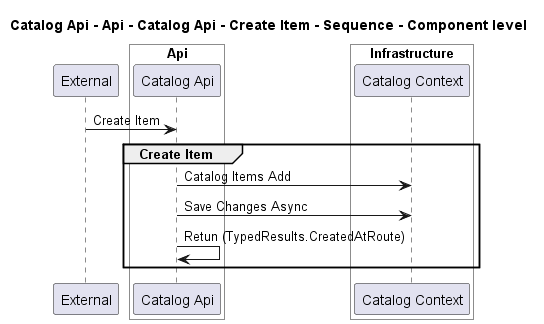 Catalog Api - Api - Catalog Api - Create Item - Sequence - Component level
Api
Infrastructure
External
Catalog Api
Catalog Context
Create Item
Create Item
Catalog Items Add
Save Changes Async
Retun (TypedResults.CreatedAtRoute)
External
Catalog Api
Catalog Context